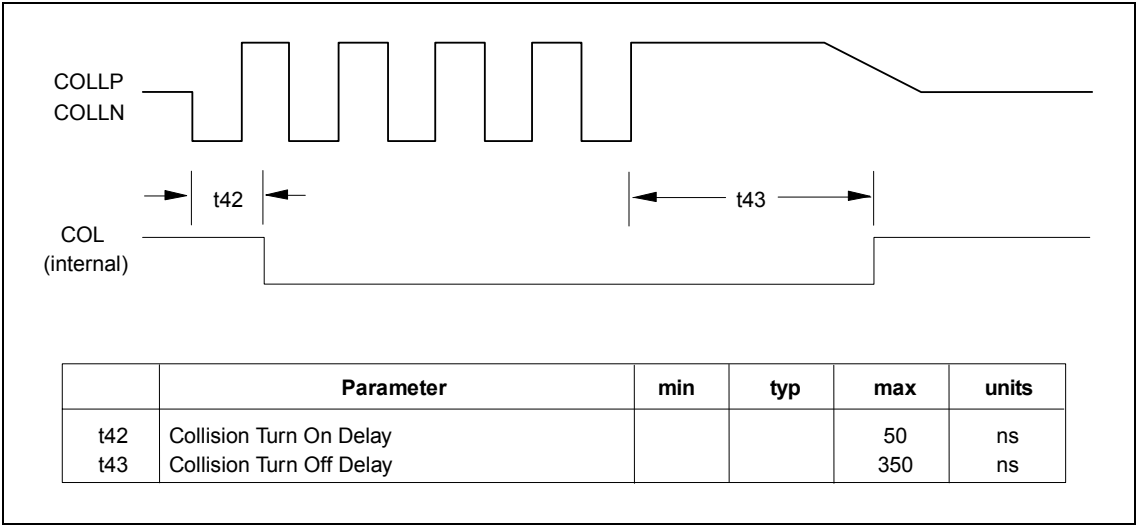 COLLP
COLLN
t42
t43
COL
(internal)
Parameter min typ max units
t42 Collision Turn On Delay 50 ns
t43 Collision Turn Off Delay 350 ns